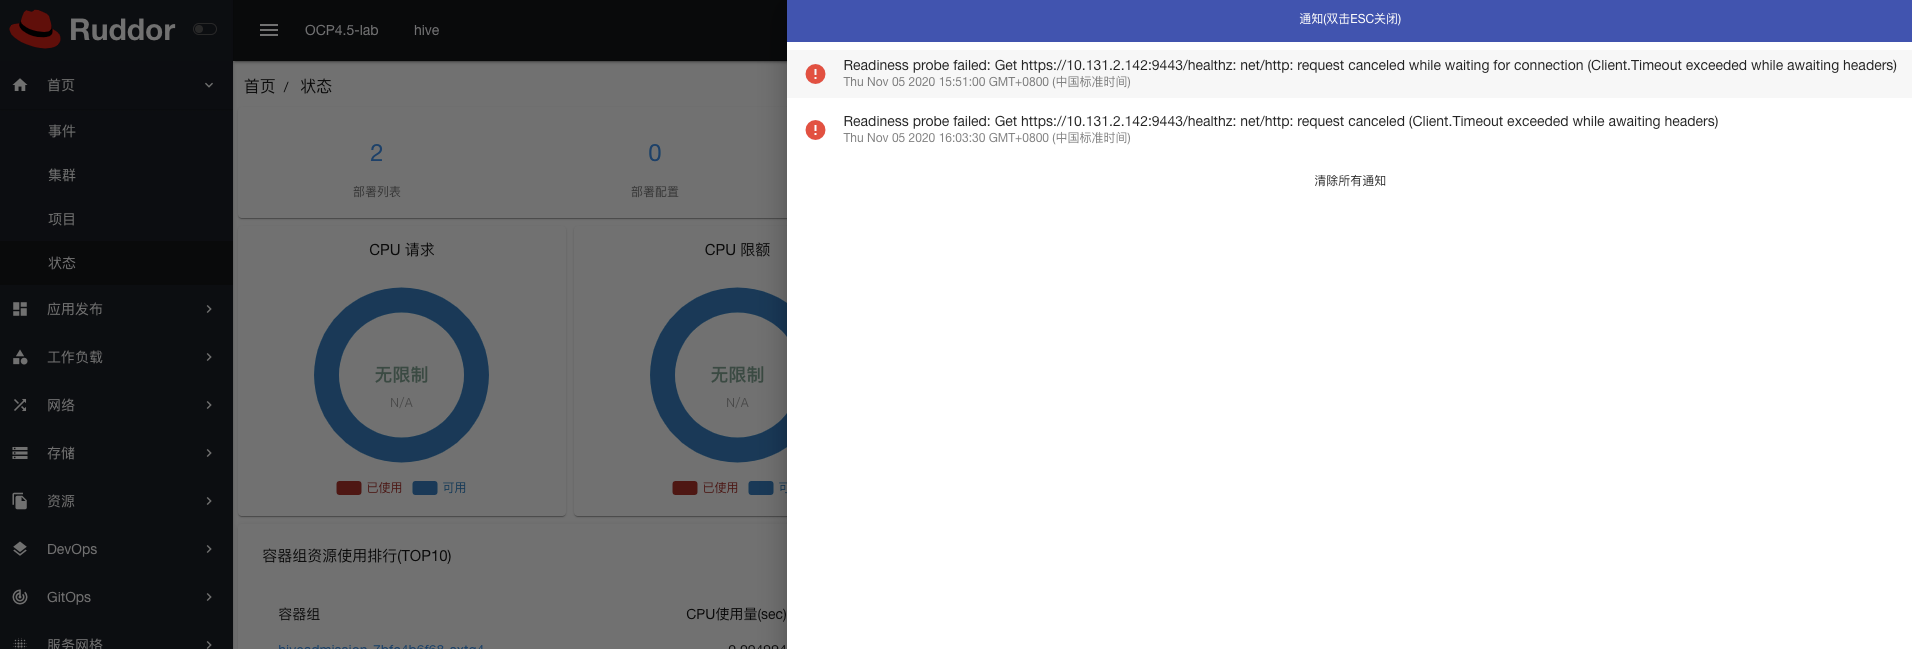 Ruddor
首页
事件
集群
项目
状态
应用发布
工作负载
网络
存储
资源
DevOps
GitOps
服务网格
OCP4.5-lab hive
首页 / 状态
2
部署列表
0
部署配置
CPU 请求
无限制
N/A
已使用 可用
CPU 限额
无限制
N/A
已使用
容器组资源使用排行(TOP10)
容器组 CPU使用量(sec)
通知(双击ESC关闭)
Readiness probe failed: Get https://10.131.2.142:9443/healthz: net/http: request canceled while waiting for connection (Client.Timeout exceeded while awaiting headers)
Thu Nov 05 2020 15:51:00 GMT+0800 (中国标准时间)
Readiness probe failed: Get https://10.131.2.142:9443/healthz: net/http: request canceled (Client.Timeout exceeded while awaiting headers)
Thu Nov 05 2020 16:03:30 GMT+0800 (中国标准时间)
清除所有通知